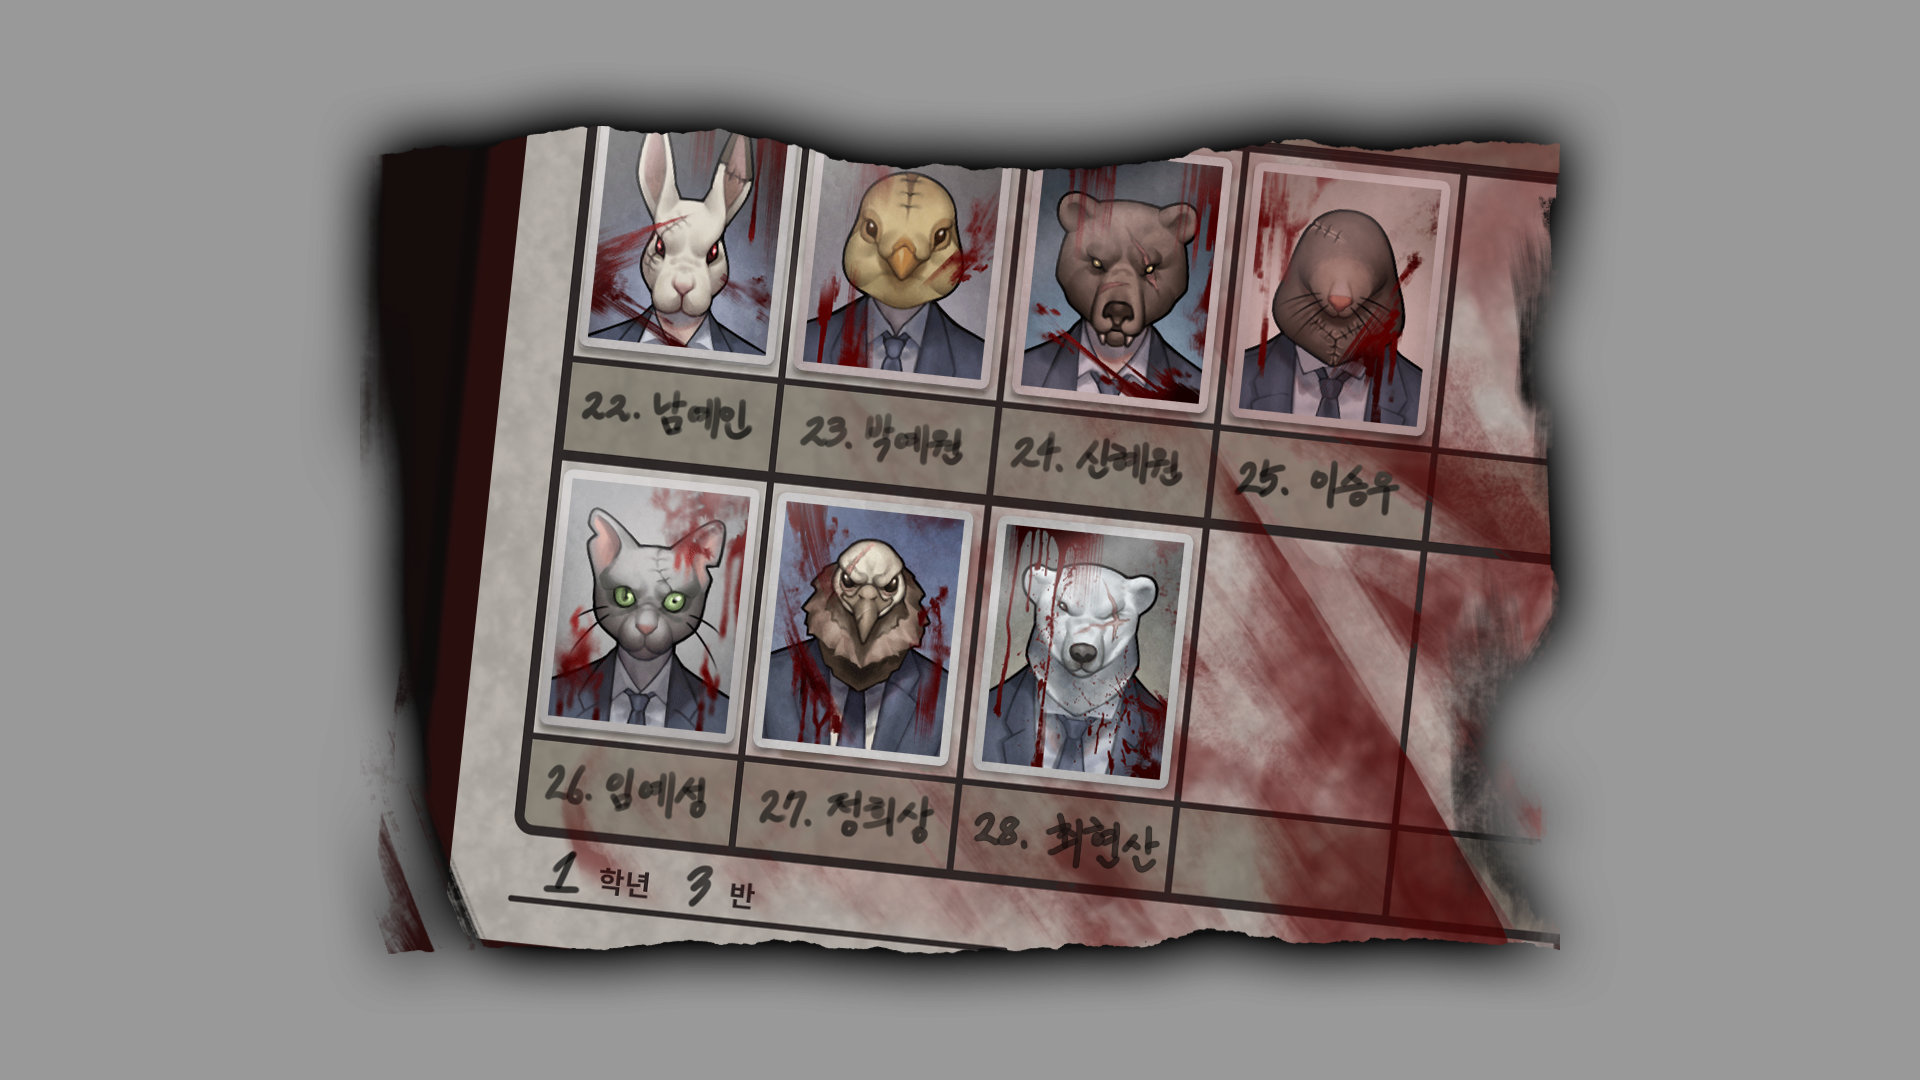 22. 남예인
23. 박예원
24. 신혜원
25. 이승우
26. 임예성
27. 정희상
28. 최현산
1 학년 3 반